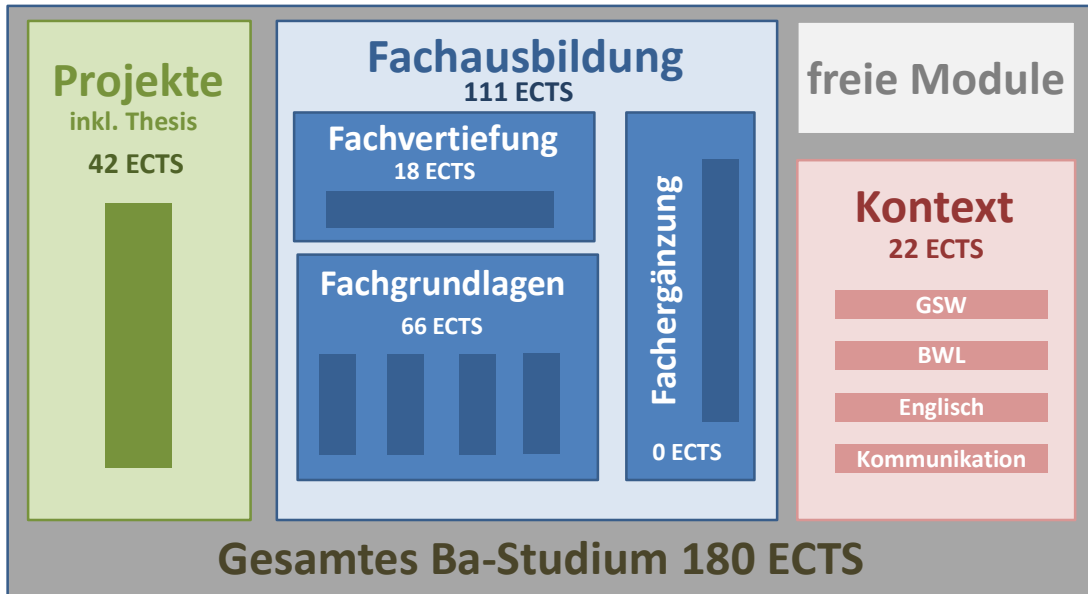 Projekte
inkl. Thesis
42 ECTS
Fachausbildung
111 ECTS
Fachvertiefung
18 ECTS
Fachgrundlagen
66 ECTS
Fachergänzung
0 ECTS
freie Module
Kontext
22 ECTS
GSW
BWL
Englisch
Kommunikation
Gesamtes Ba-Studium 180 ECTS